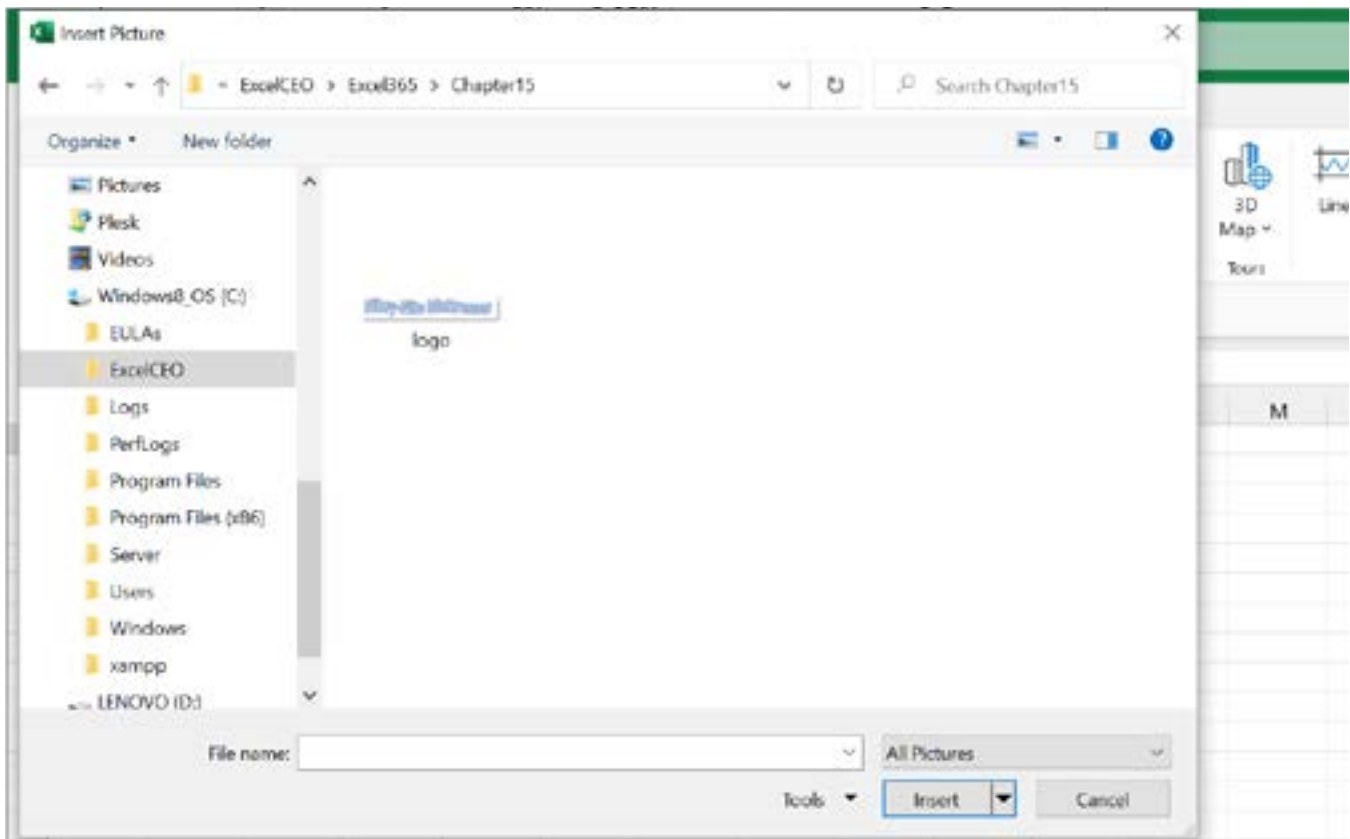 Insert Picture
« ExcelCEO > Excel365 > Chapter15
Search Chapter15
Organize
New folder
Pictures
Plesk
Videos
Windows8_OS (C:)
EULAs
ExcelCEO
Logs
PerfLogs
Program Files
Program Files (x86)
Server
Users
Windows
xampp
LENOVO (D:)
logo
File name:
All Pictures
Tools
Insert
Cancel
3D
Map
Line
Tours
M